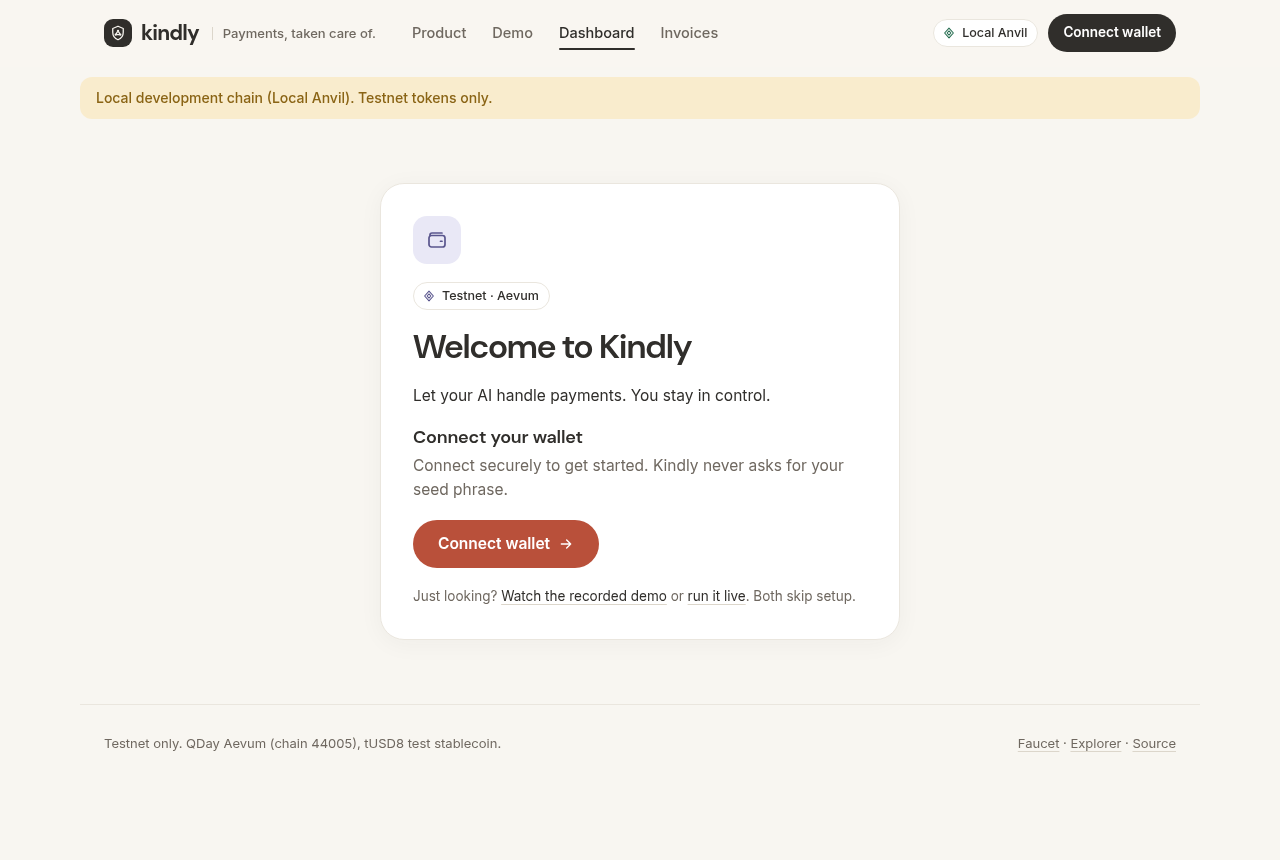 kindly
Payments, taken care of.
Product
Demo
Dashboard
Invoices
Local Anvil
Connect wallet
Local development chain (Local Anvil). Testnet tokens only.
Testnet · Aevum
Welcome to Kindly
Let your AI handle payments. You stay in control.
Connect your wallet
Connect securely to get started. Kindly never asks for your
seed phrase.
Connect wallet →
Just looking? Watch the recorded demo or run it live. Both skip setup.
Testnet only. QDay Aevum (chain 44005), tUSD8 test stablecoin.
Faucet · Explorer · Source